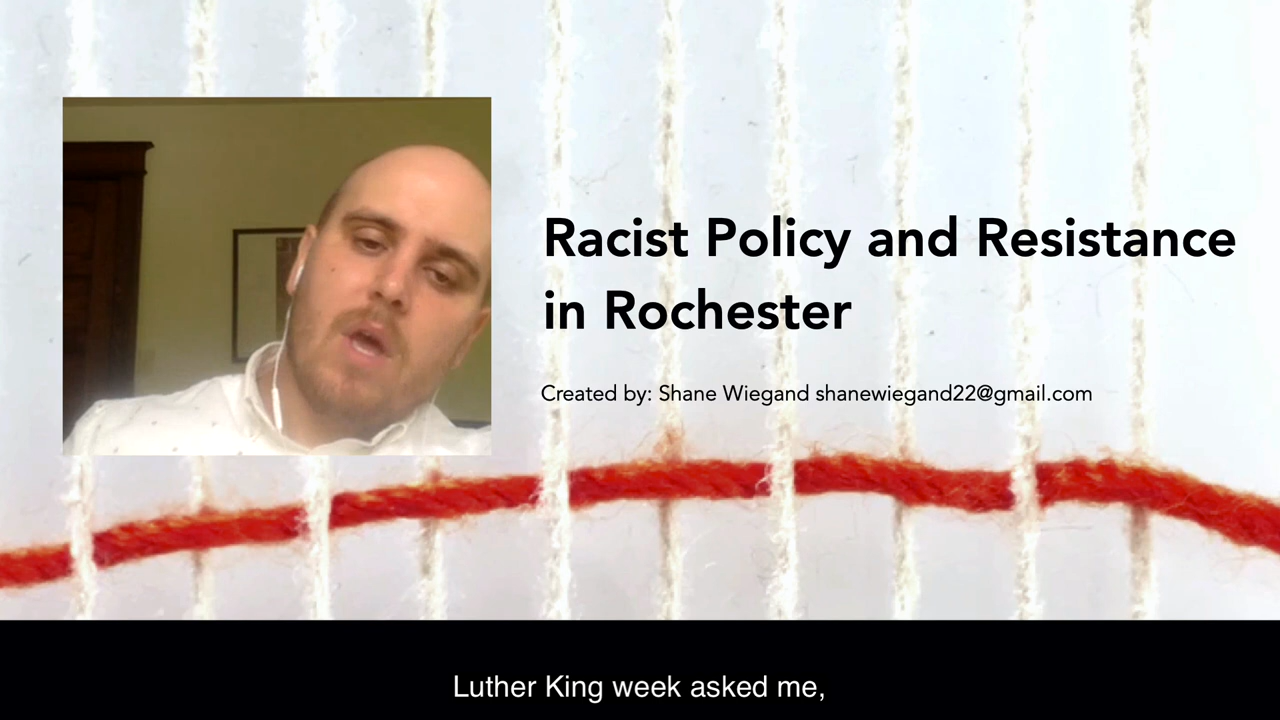 Racist Policy and Resistance
in Rochester
Created by: Shane Wiegand shanewiegand22@gmail.com
Luther King week asked me,